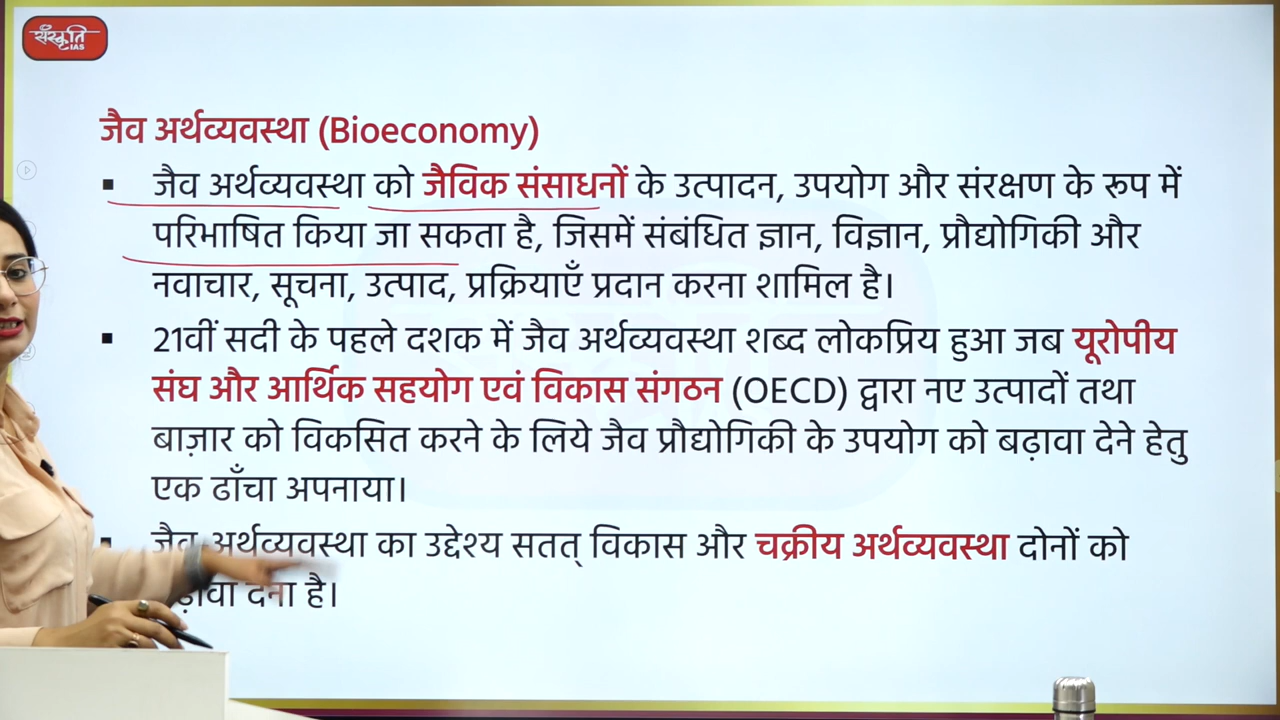 संस्कृति
IAS
जैव अर्थव्यवस्था (Bioeconomy)
▪ जैव अर्थव्यवस्था को जैविक संसाधनों के उत्पादन, उपयोग और संरक्षण के रूप में
परिभाषित किया जा सकता है, जिसमें संबंधित ज्ञान, विज्ञान, प्रौद्योगिकी और
नवाचार, सूचना, उत्पाद, प्रक्रियाएँ प्रदान करना शामिल है।
▪ 21वीं सदी के पहले दशक में जैव अर्थव्यवस्था शब्द लोकप्रिय हुआ जब यूरोपीय
संघ और आर्थिक सहयोग एवं विकास संगठन (OECD) द्वारा नए उत्पादों तथा
बाज़ार को विकसित करने के लिये जैव प्रौद्योगिकी के उपयोग को बढ़ावा देने हेतु
एक ढाँचा अपनाया।
▪ जैव अर्थव्यवस्था का उद्देश्य सतत् विकास और चक्रीय अर्थव्यवस्था दोनों को
देना है।